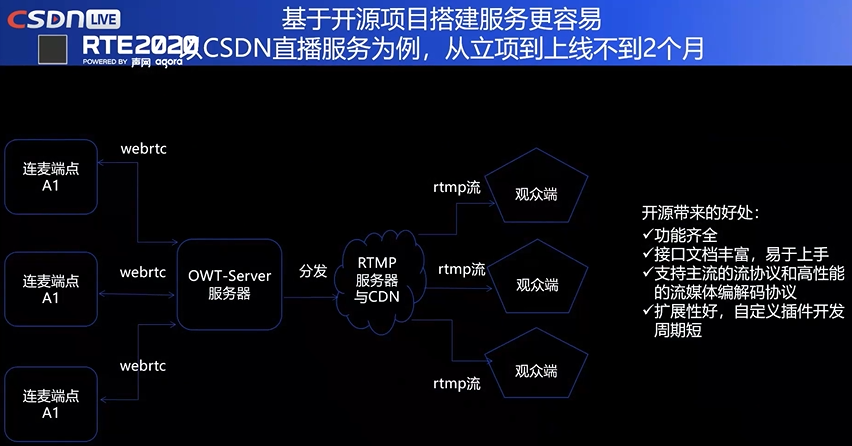 CSDN LIVE
基于开源项目搭建服务更容易
RTE2020
POWERED BY 声网 agora
以CSDN直播服务为例，从立项到上线不到2个月
webrtc
连麦端点
A1
webrtc
连麦端点
A1
webrtc
连麦端点
A1
OWT-Server
服务器
分发
RTMP
服务器
与CDN
rtmp流
观众端
rtmp流
观众端
rtmp流
观众端
开源带来的好处：
✓功能齐全
✓接口文档丰富，易于上手
✓支持主流的流协议和高性能
的流媒体编解码协议
✓扩展性好，自定义插件开发
周期短